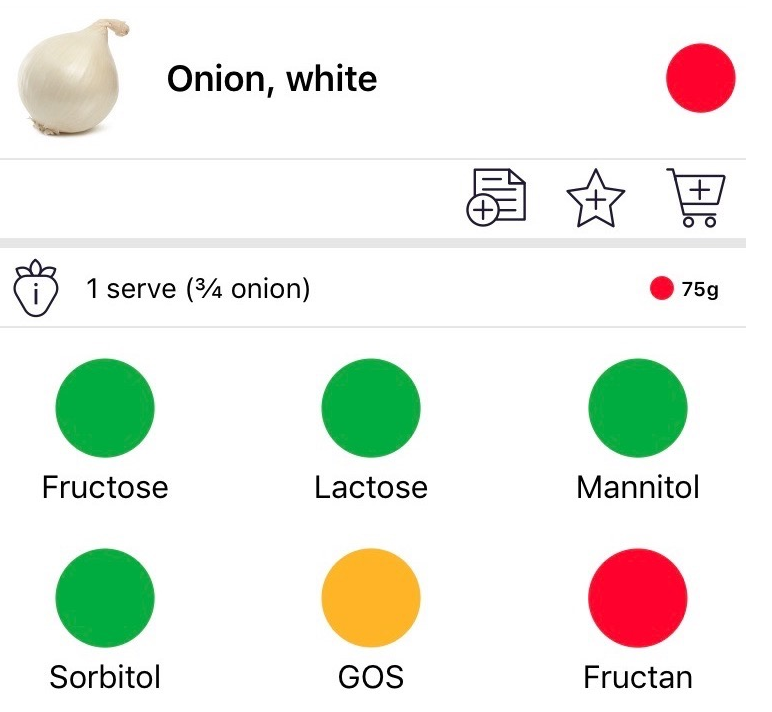 Onion, white
1 serve (¾ onion)
75g
Fructose
Lactose
Mannitol
Sorbitol
GOS
Fructan